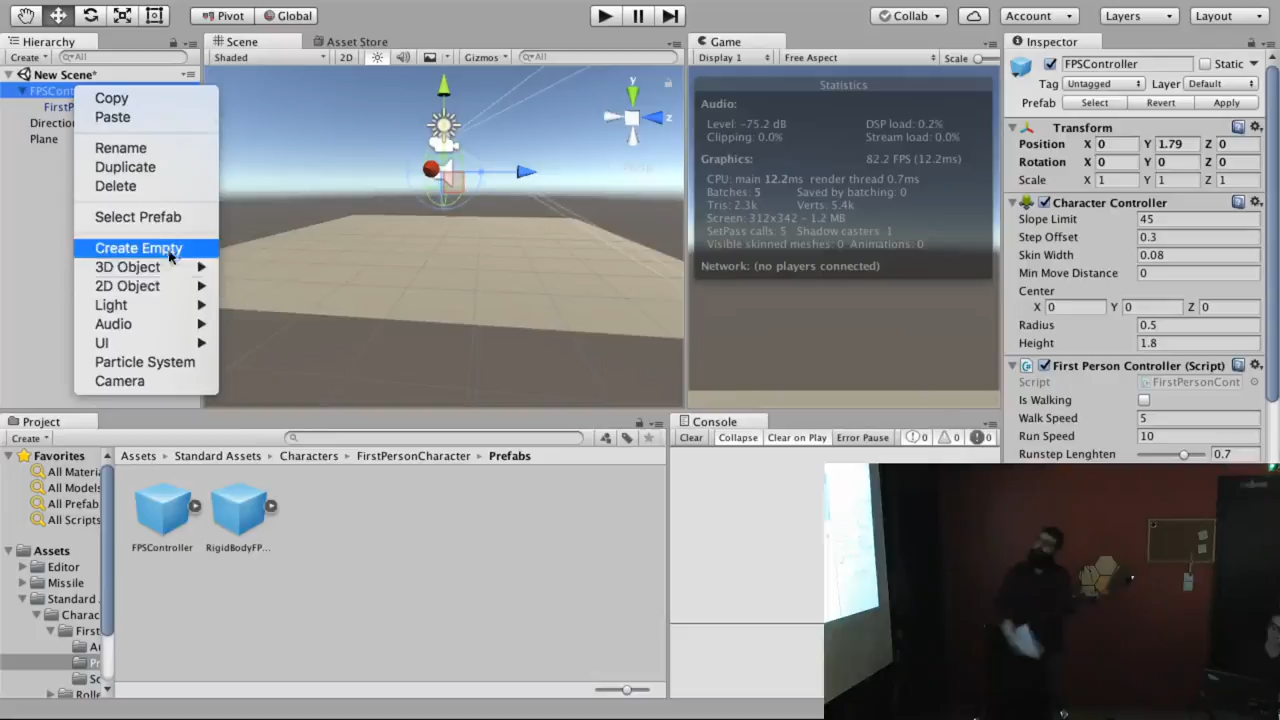 Pivot Global Collab Account Layers Layout
Hierarchy
Create All
New Scene*
FPSCont
FirstP
Direction
Plane
Copy
Paste
Rename
Duplicate
Delete
Select Prefab
Create Empty
3D Object
2D Object
Light
Audio
UI
Particle System
Camera
Scene Asset Store
Shaded 2D Gizmos All
y
z
Game
Display 1 Free Aspect Scale
Statistics
Audio:
Level: -75.2 dB DSP load: 0.2%
Clipping: 0.0% Stream load: 0.0%
Graphics: 82.2 FPS (12.2ms)
CPU: main 12.2ms render thread 0.7ms
Batches: 5 Saved by batching: 0
Tris: 2.3k Verts: 5.4k
Screen: 312x342 - 1.2 MB
SetPass calls: 5 Shadow casters: 1
Visible skinned meshes: 0 Animations: 0
Network: (no players connected)
Inspector
FPSController Static
Tag Untagged Layer Default
Prefab Select Revert Apply
Transform
Position X 0 Y 1.79 Z 0
Rotation X 0 Y 0 Z 0
Scale X 1 Y 1 Z 1
Character Controller
Slope Limit 45
Step Offset 0.3
Skin Width 0.08
Min Move Distance 0
Center
X 0 Y 0 Z 0
Radius 0.5
Height 1.8
First Person Controller (Script)
Script FirstPersonCont
Is Walking
Walk Speed 5
Run Speed 10
Runstep Lenghten 0.7
Project
Create
Favorites
All Materia
All Models
All Prefab
All Scripts
Assets
Editor
Missile
Standard
Charac
First
Au
Pr
Sc
Rolle
Assets Standard Assets Characters FirstPersonCharacter Prefabs
FPSController RigidBodyFP...
Console
Clear Collapse Clear on Play Error Pause 0 0 0